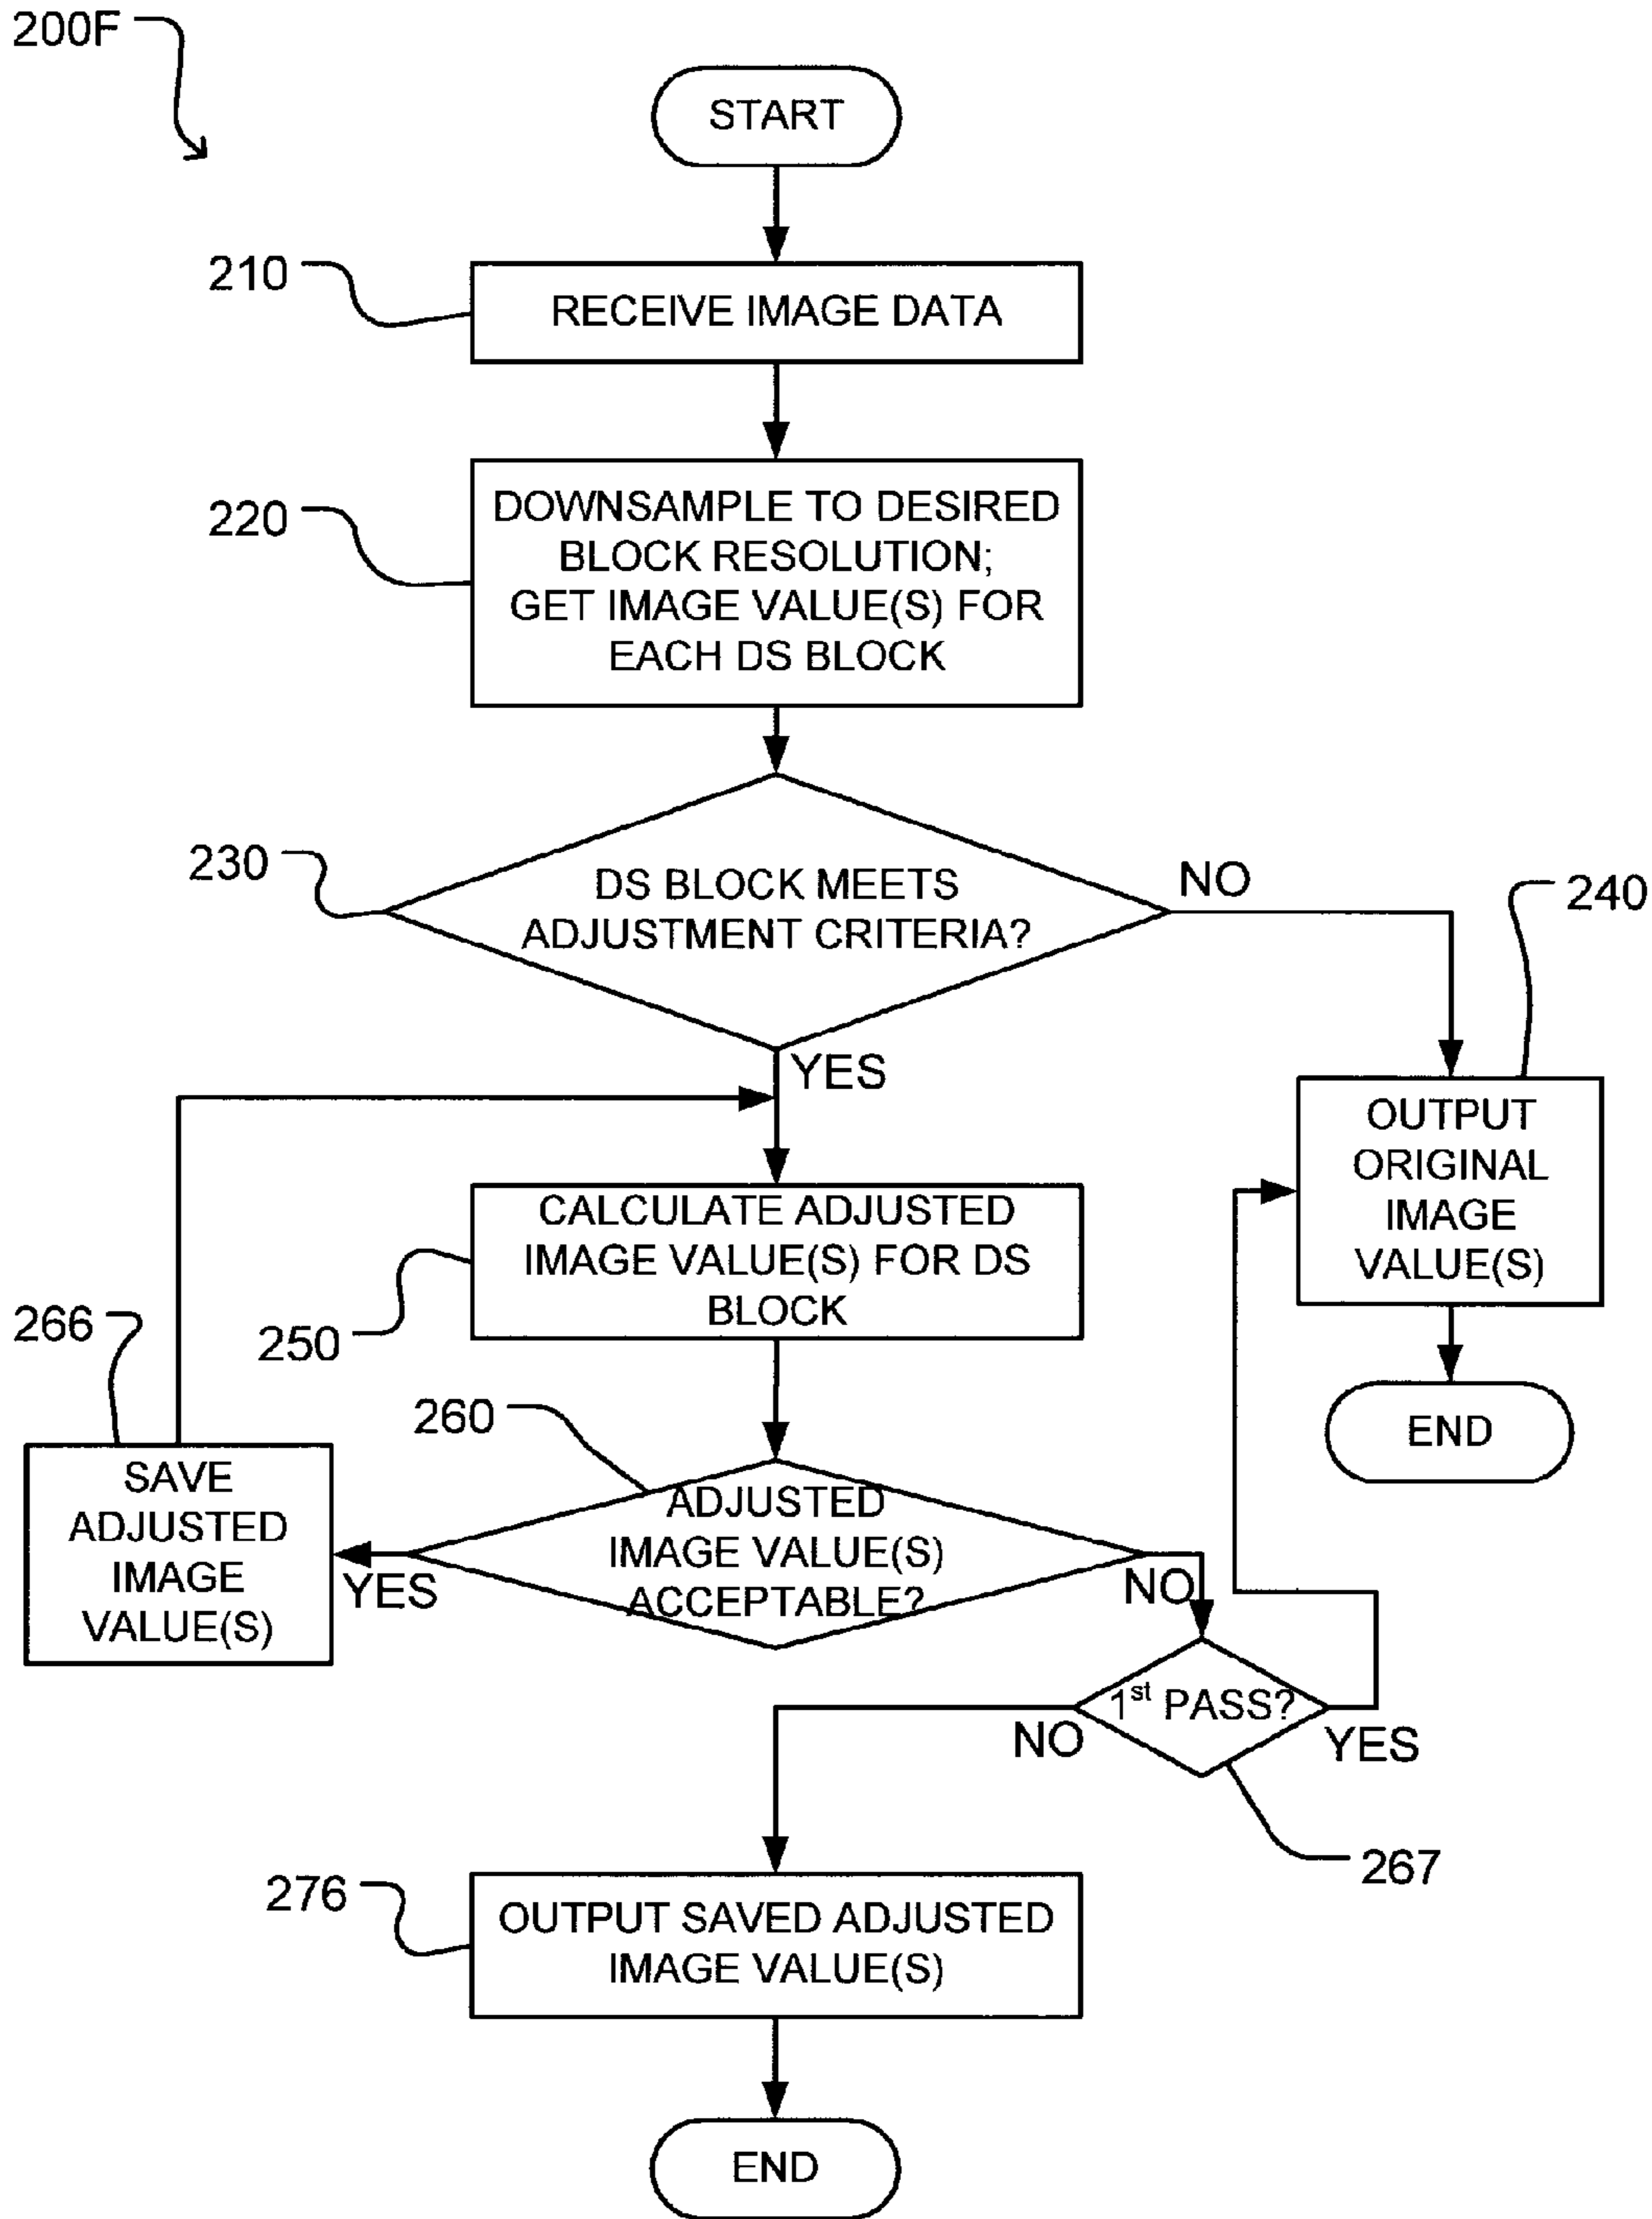 200F
START
210
RECEIVE IMAGE DATA
220
DOWNSAMPLE TO DESIRED
BLOCK RESOLUTION;
GET IMAGE VALUE(S) FOR
EACH DS BLOCK
230
DS BLOCK MEETS
ADJUSTMENT CRITERIA?
NO
240
YES
OUTPUT
ORIGINAL
IMAGE
VALUE(S)
END
CALCULATE ADJUSTED
IMAGE VALUE(S) FOR DS
BLOCK
250
266
260
SAVE
ADJUSTED
IMAGE
VALUE(S)
YES
ADJUSTED
IMAGE VALUE(S)
ACCEPTABLE?
NO
1st PASS?
NO
YES
267
276
OUTPUT SAVED ADJUSTED
IMAGE VALUE(S)
END